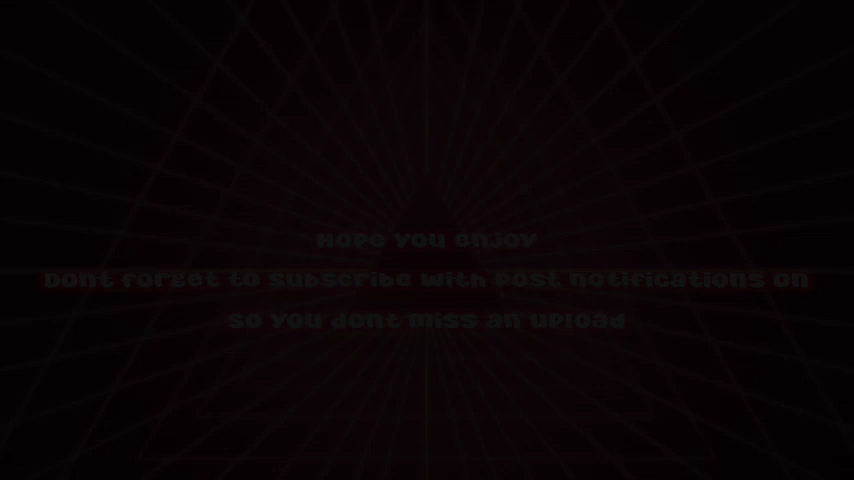 Hope you enjoy
Dont forget to subscribe with post notifications on
so you dont miss an upload